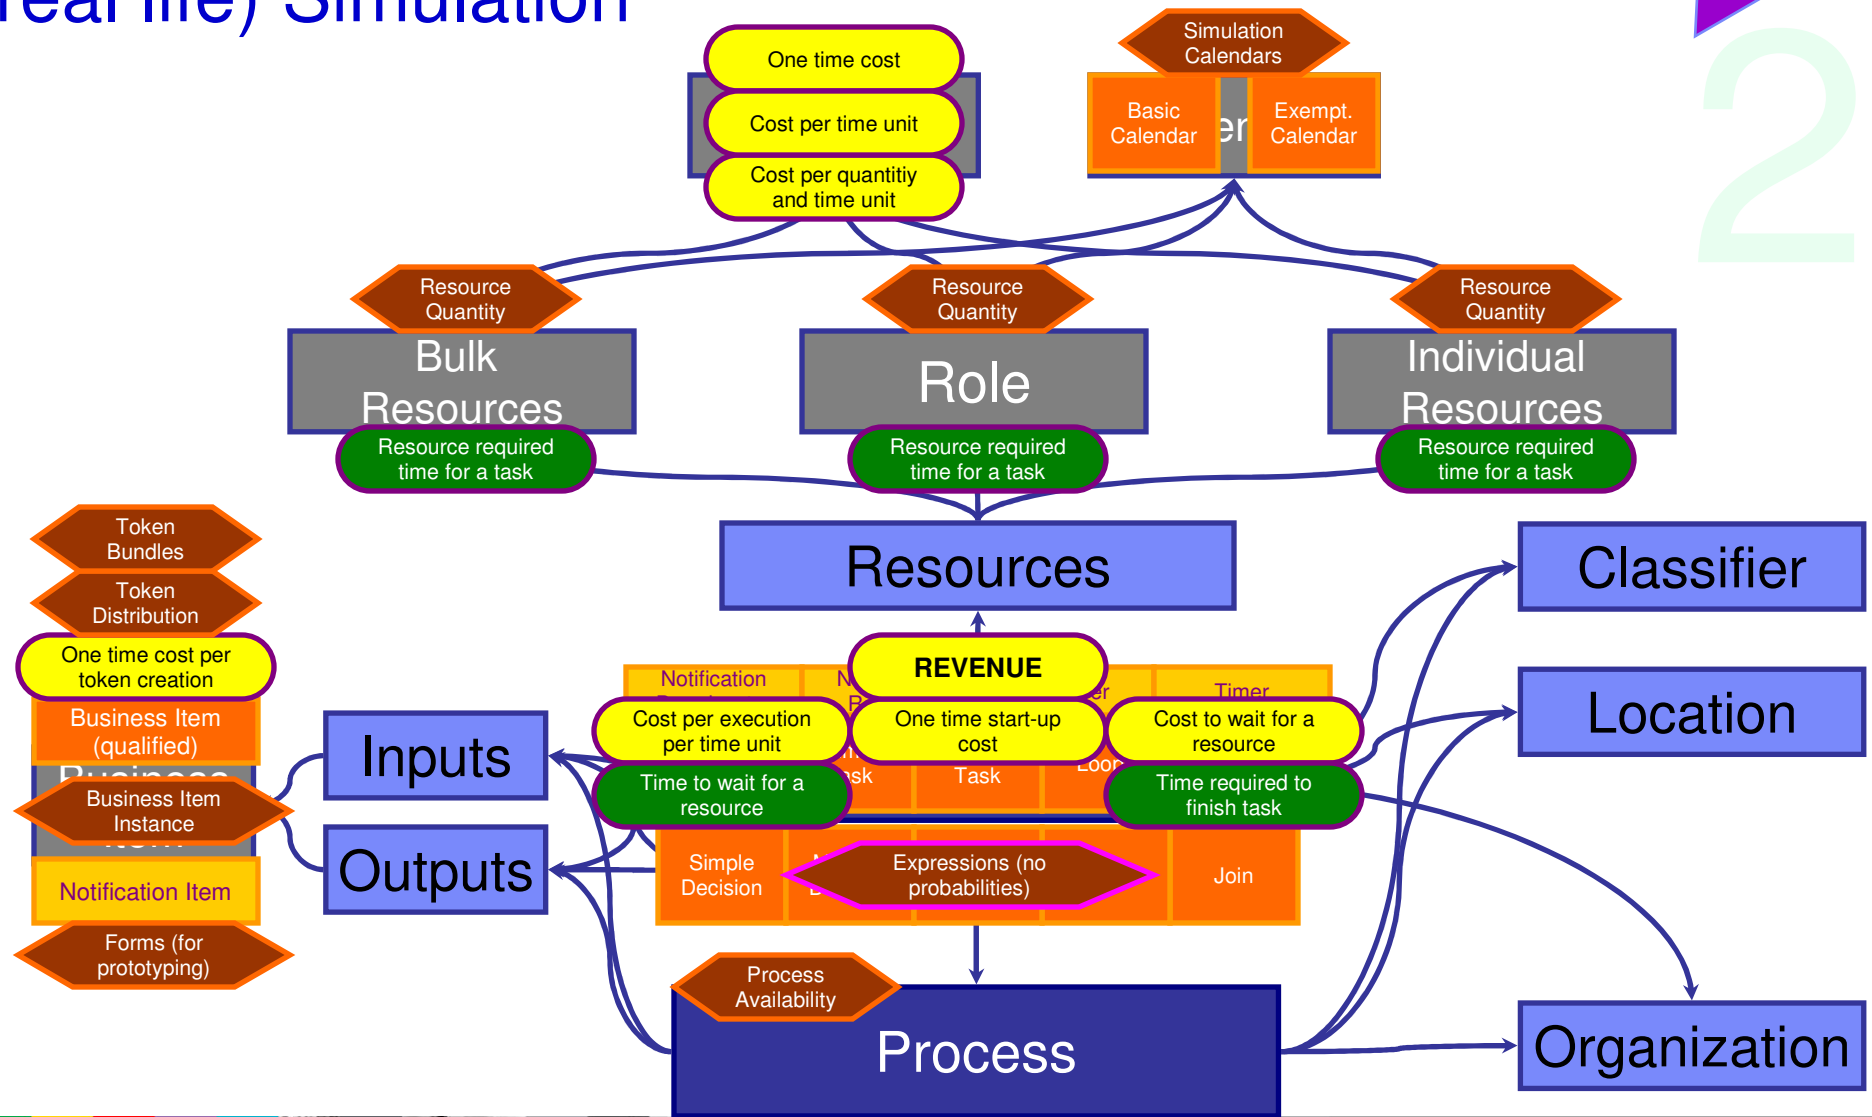 real life) Simulation
2
One time cost
Cost per time unit
Cost per quantitiy
and time unit
Simulation
Calendars
Basic
Calendar
Exempt.
Calendar
Resource
Quantity
Bulk
Resources
Resource required
time for a task
Resource
Quantity
Role
Resource required
time for a task
Resource
Quantity
Individual
Resources
Resource required
time for a task
Token
Bundles
Token
Distribution
One time cost per
token creation
Business Item
(qualified)
Business
Business Item
Instance
Item
Notification Item
Forms (for
prototyping)
Inputs
Outputs
Resources
REVENUE
Notification
Timer
Cost per execution
per time unit
One time start-up
cost
Cost to wait for a
resource
Time to wait for a
resource
Task
Loop
Time required to
finish task
Simple
Decision
Expressions (no
probabilities)
Join
Process
Availability
Process
Classifier
Location
Organization